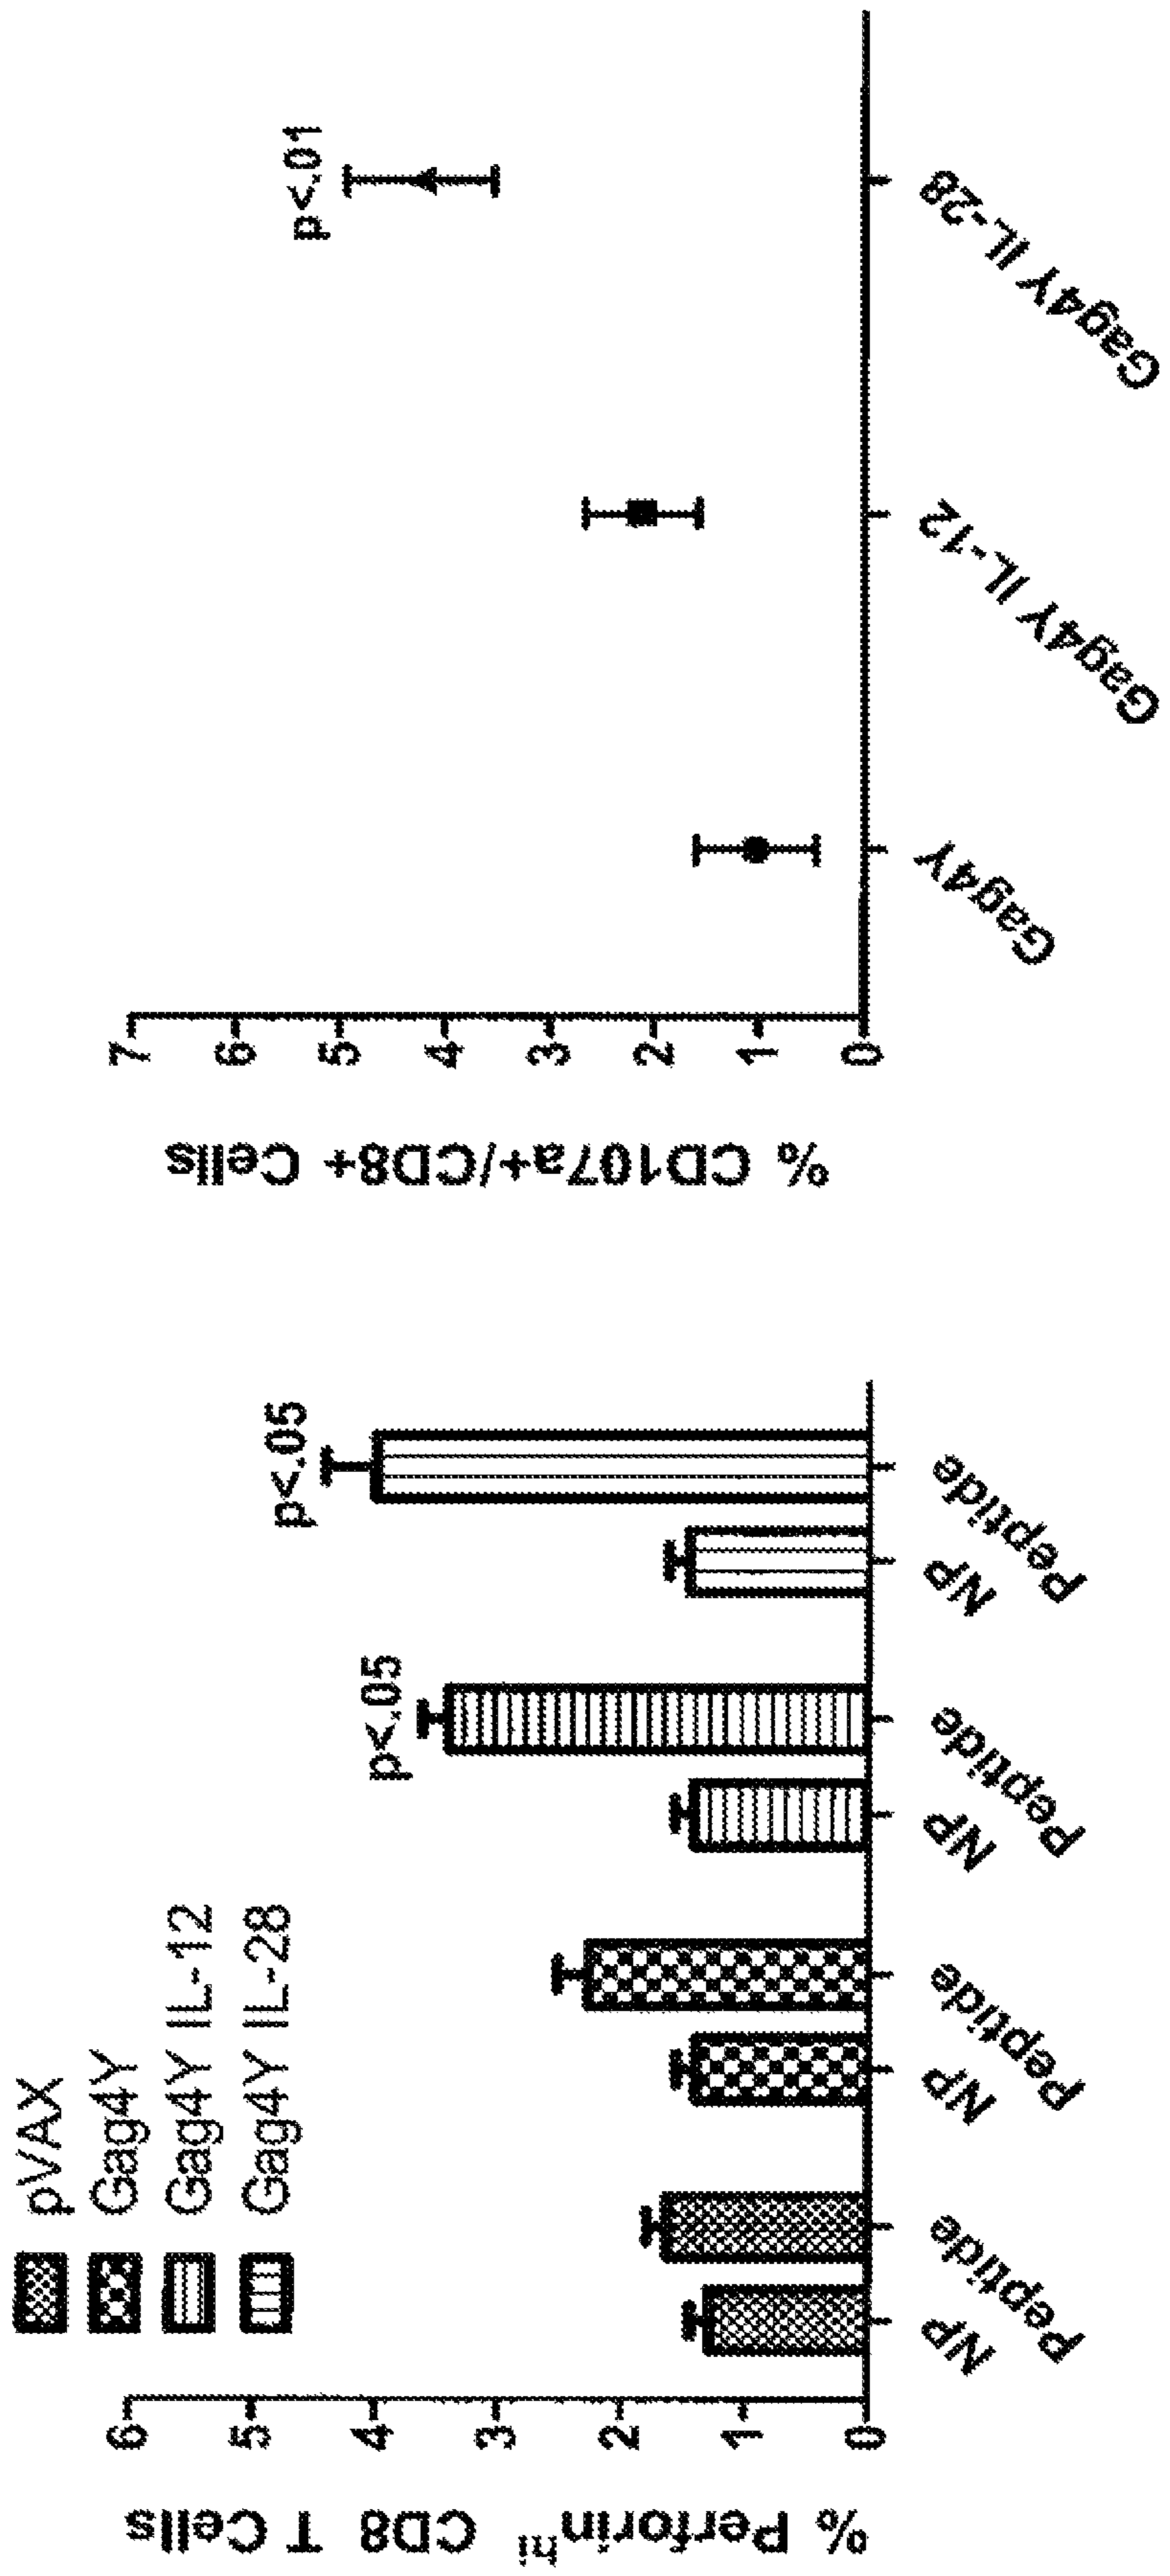 pVAX
Gag4Y
Gag4Y IL-12
Gag4Y IL-28
% Perforin^hi CD8 T Cells
6
5
4
3
2
1
0
p<.05
p<.05
NP
Peptide
NP
Peptide
NP
Peptide
NP
Peptide
% CD107a+/CD8+ Cells
7
6
5
4
3
2
1
0
p<.01
Gag4Y
Gag4Y IL-12
Gag4Y IL-28